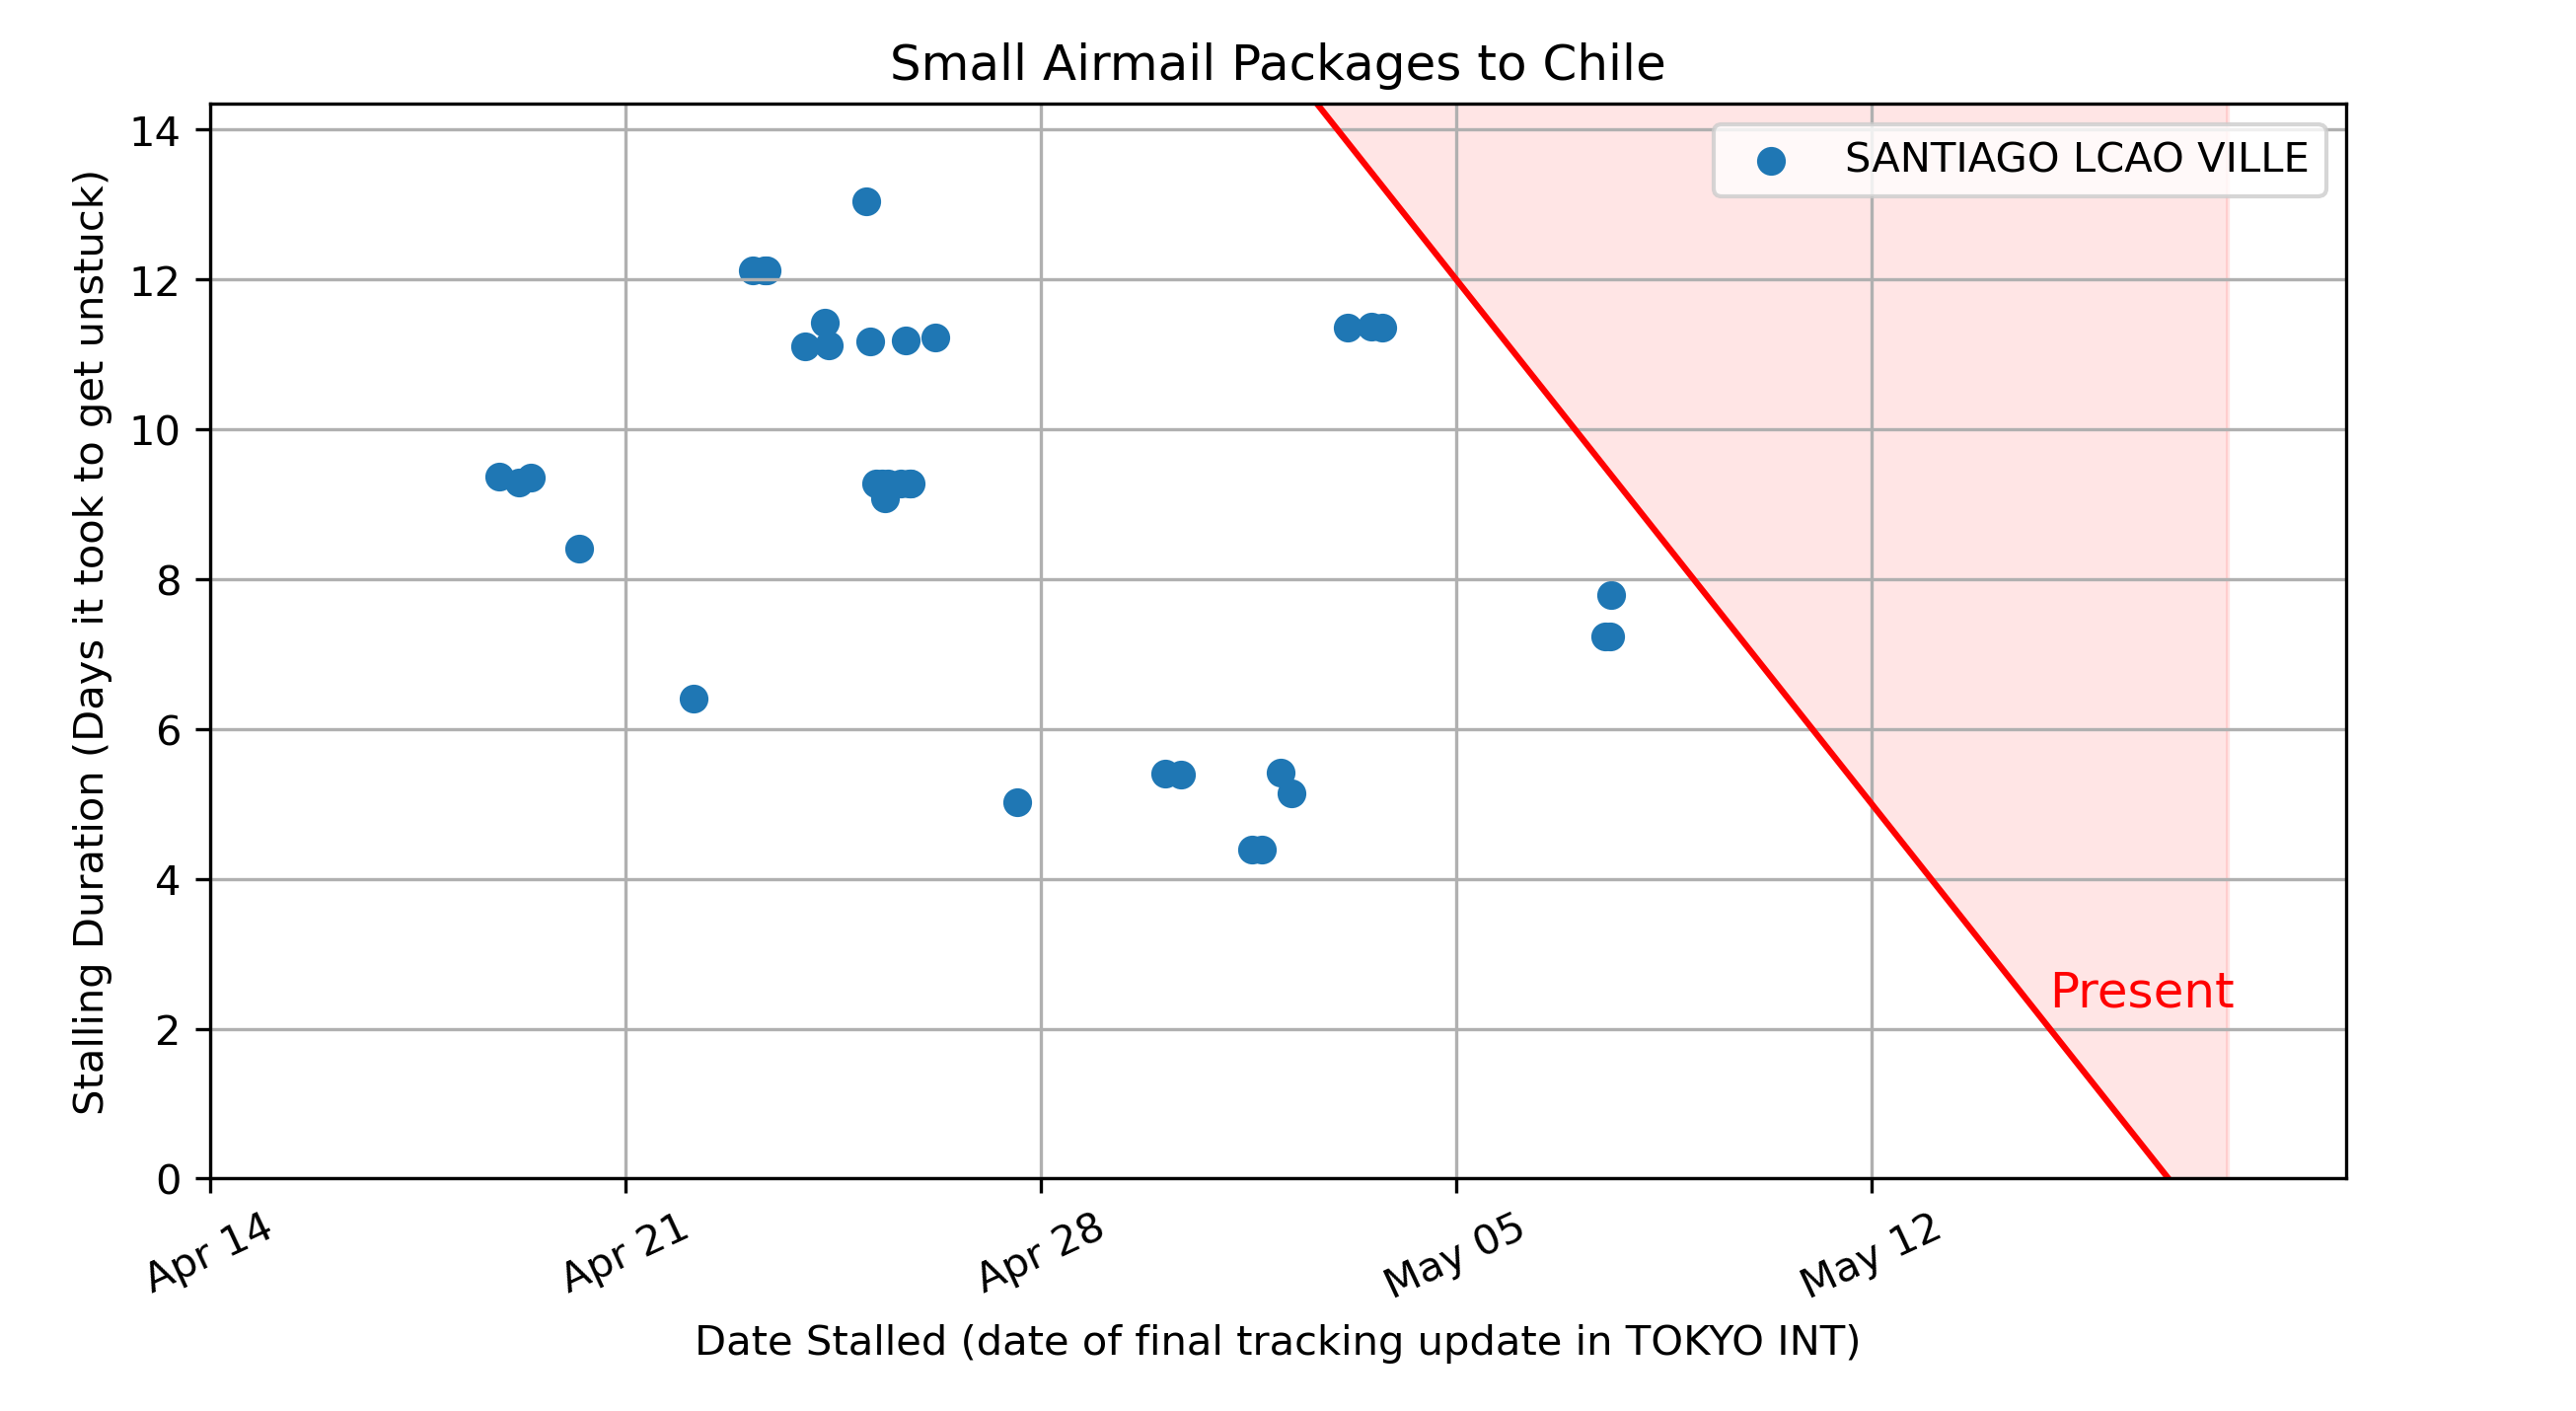 Small Airmail Packages to Chile
Stalling Duration (Days it took to get unstuck)
14
12
10
8
6
4
2
0
SANTIAGO LCAO VILLE
Present
Apr 14
Apr 21
Apr 28
May 05
May 12
Date Stalled (date of final tracking update in TOKYO INT)